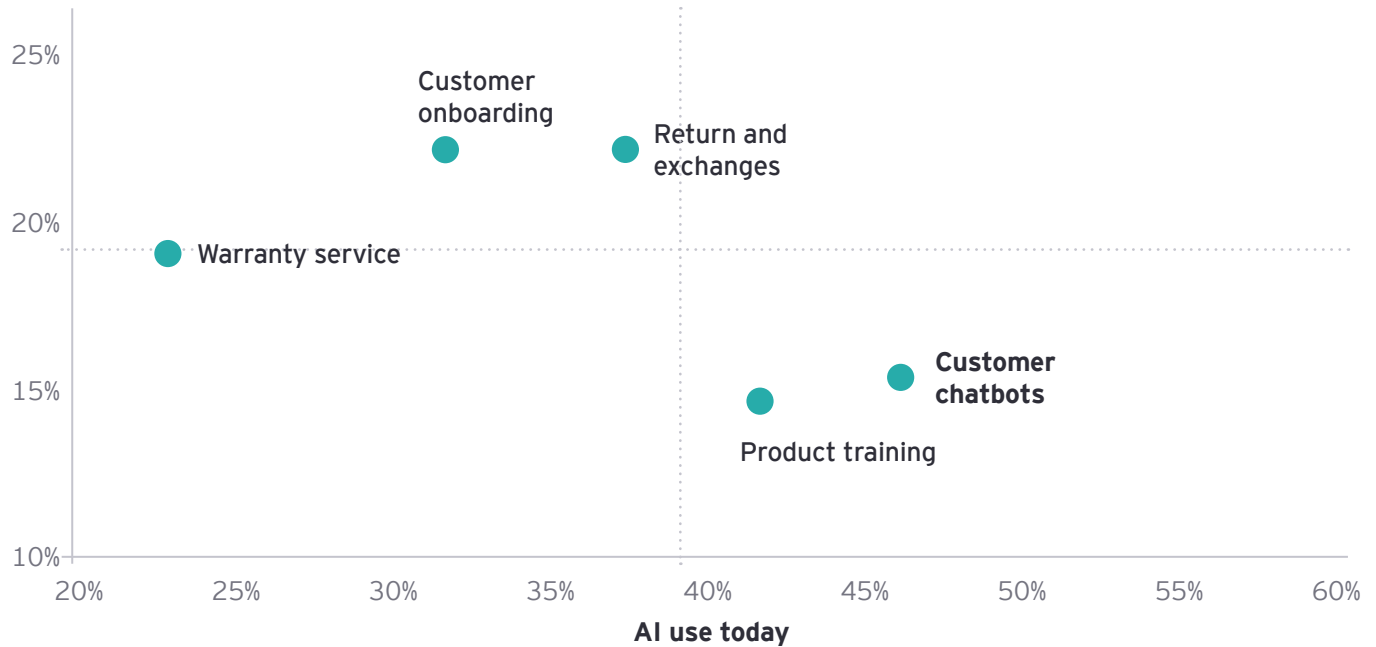 25%
Customer
onboarding
Return and
exchanges
20%
Warranty service
15%
Customer
chatbots
Product training
10%
20% 25% 30% 35% 40% 45% 50% 55% 60%
AI use today